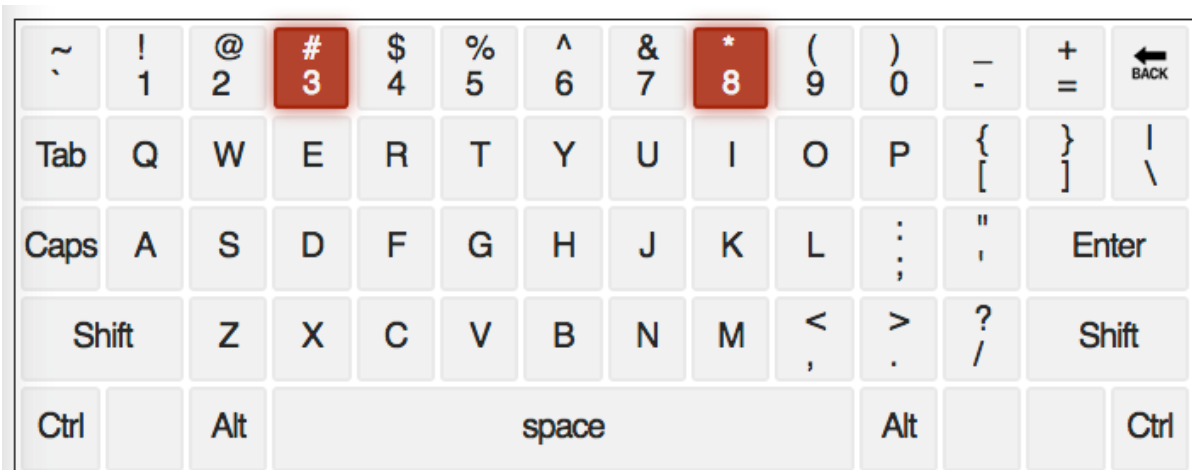 ~ ! @ # $ % ^ & * ( ) _ +
` 1 2 3 4 5 6 7 8 9 0 - = BACK
Tab Q W E R T Y U I O P { [ } ] | \
Caps A S D F G H J K L : ; " ' Enter
Shift Z X C V B N M < , > . ? / Shift
Ctrl Alt space Alt Ctrl